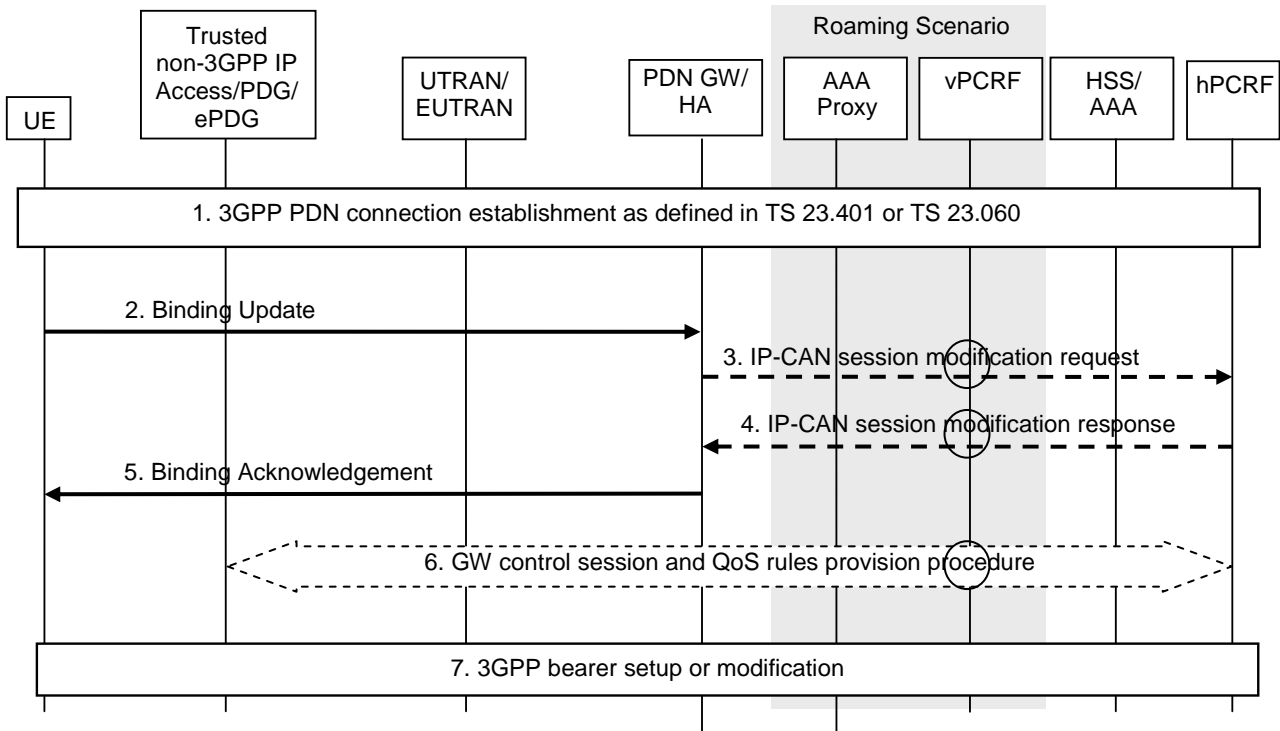 Roaming Scenario
Trusted
non-3GPP IP
Access/PDG/
ePDG
UE
UTRAN/
EUTRAN
PDN GW/
HA
AAA
Proxy
vPCRF
HSS/
AAA
hPCRF
1. 3GPP PDN connection establishment as defined in TS 23.401 or TS 23.060
2. Binding Update
3. IP-CAN session modification request
4. IP-CAN session modification response
5. Binding Acknowledgement
6. GW control session and QoS rules provision procedure
7. 3GPP bearer setup or modification